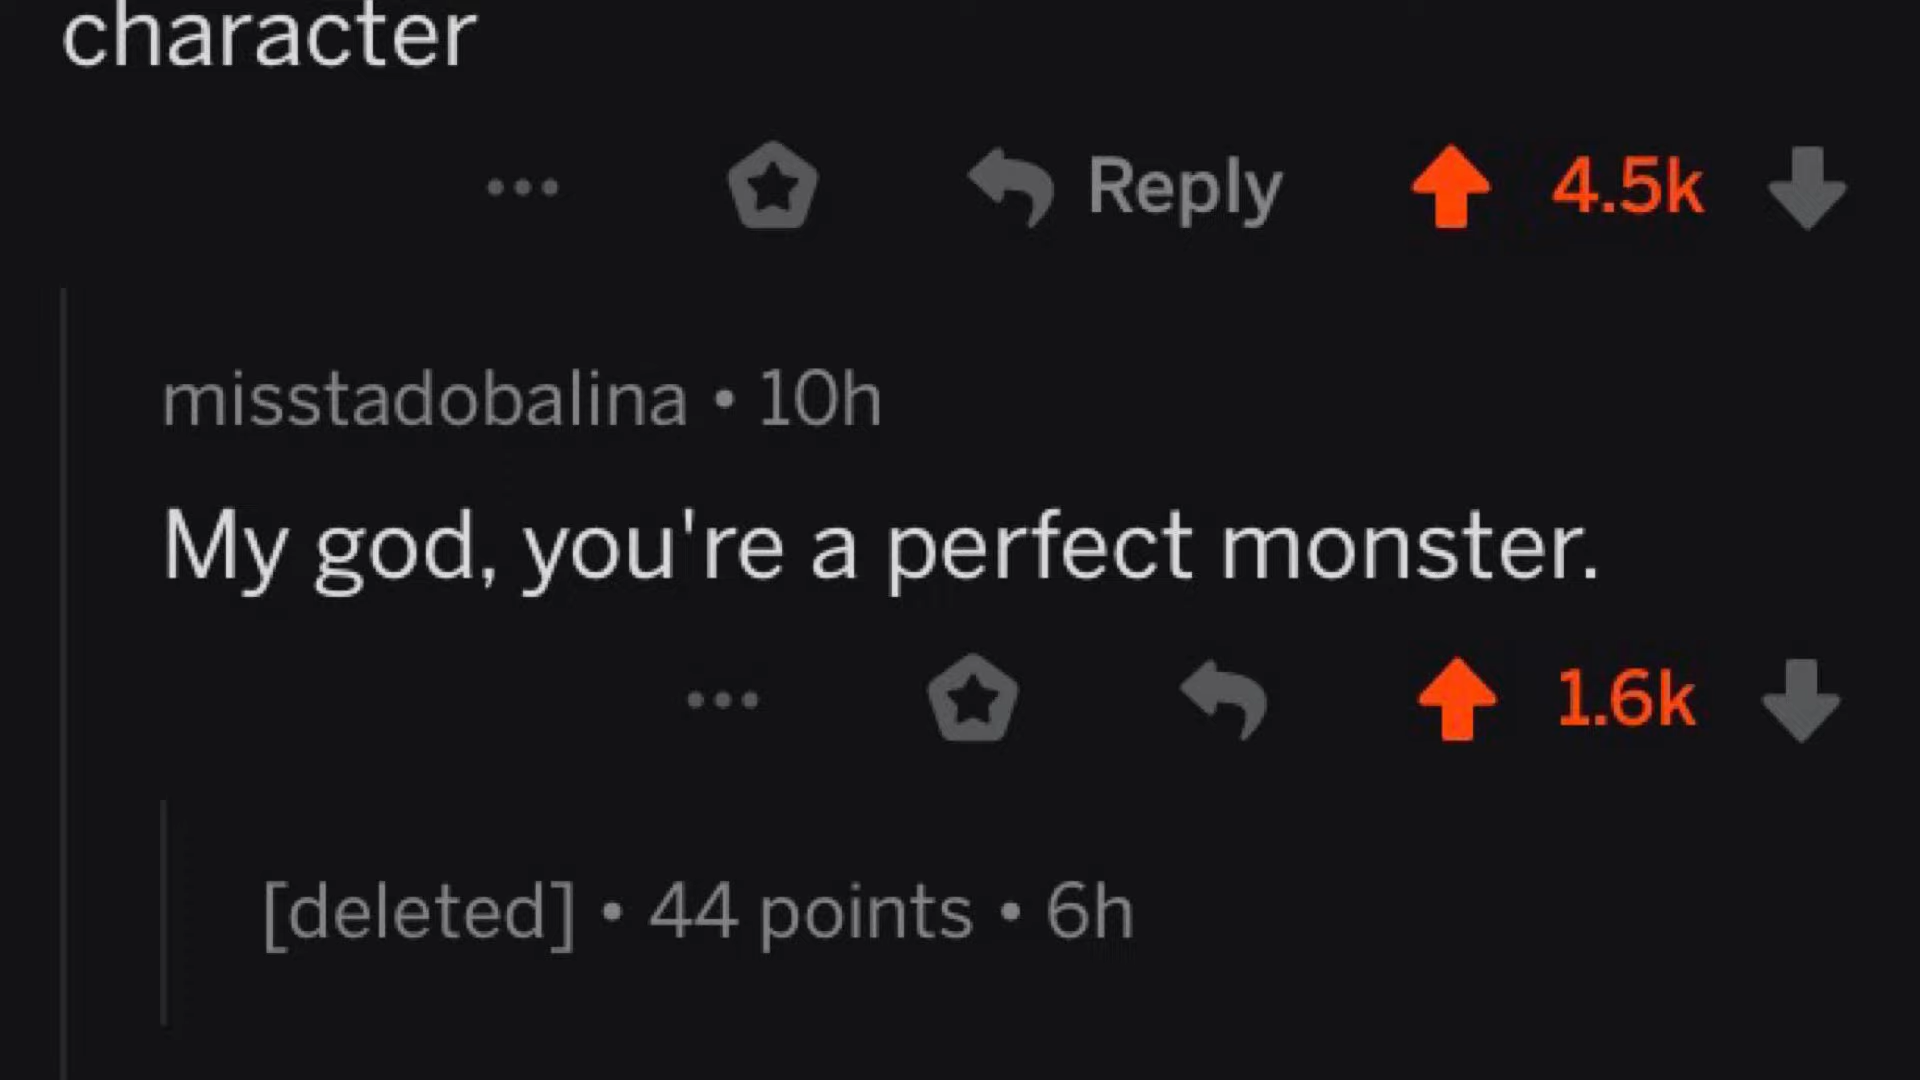 character
... Reply 4.5k
misstadobalina • 10h
My god, you're a perfect monster.
... 1.6k
[deleted] • 44 points • 6h